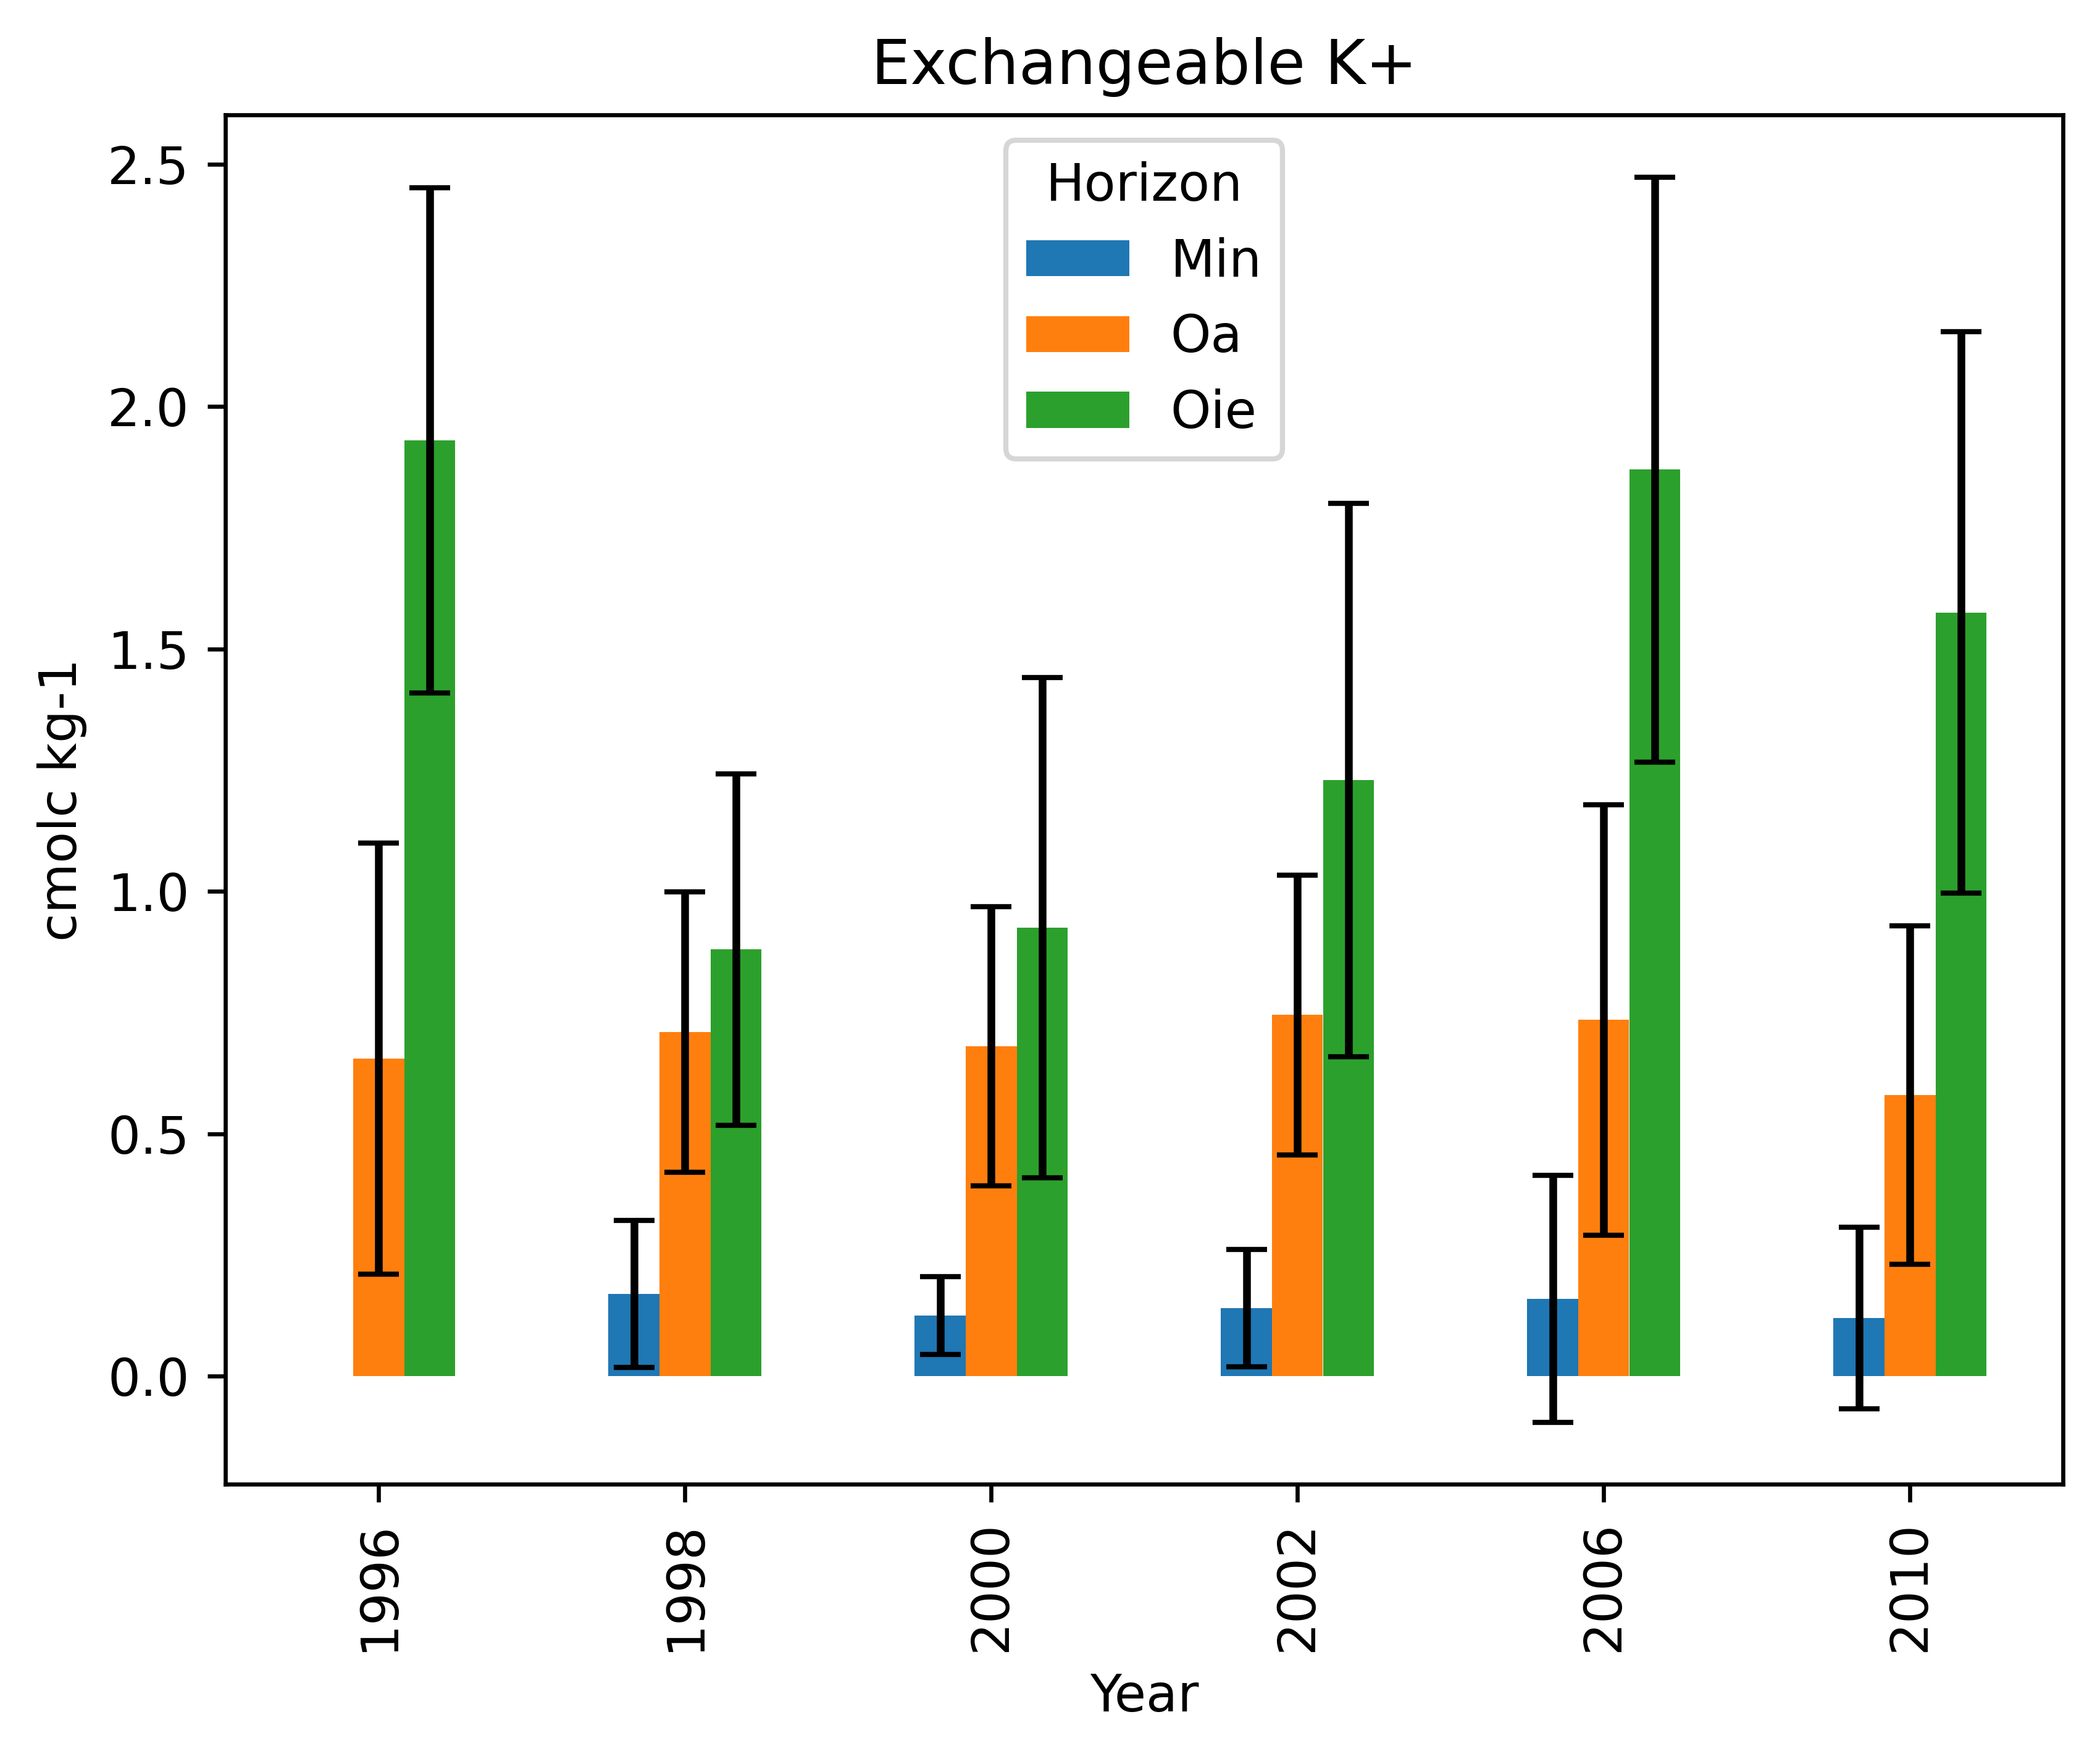 Exchangeable K+
Horizon
Min
Oa
Oie
2.5
2.0
1.5
1.0
0.5
0.0
cmolc kg-1
1996
1998
2000
2002
2006
2010
Year